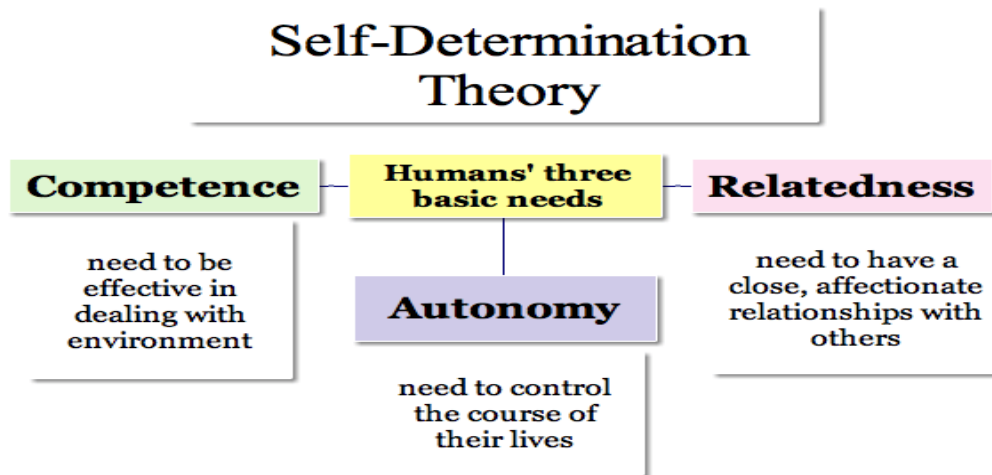 Self-Determination
Theory
Humans' three
basic needs
Competence
need to be
effective in
dealing with
environment
Autonomy
need to control
the course of
their lives
Relatedness
need to have a
close, affectionate
relationships with
others